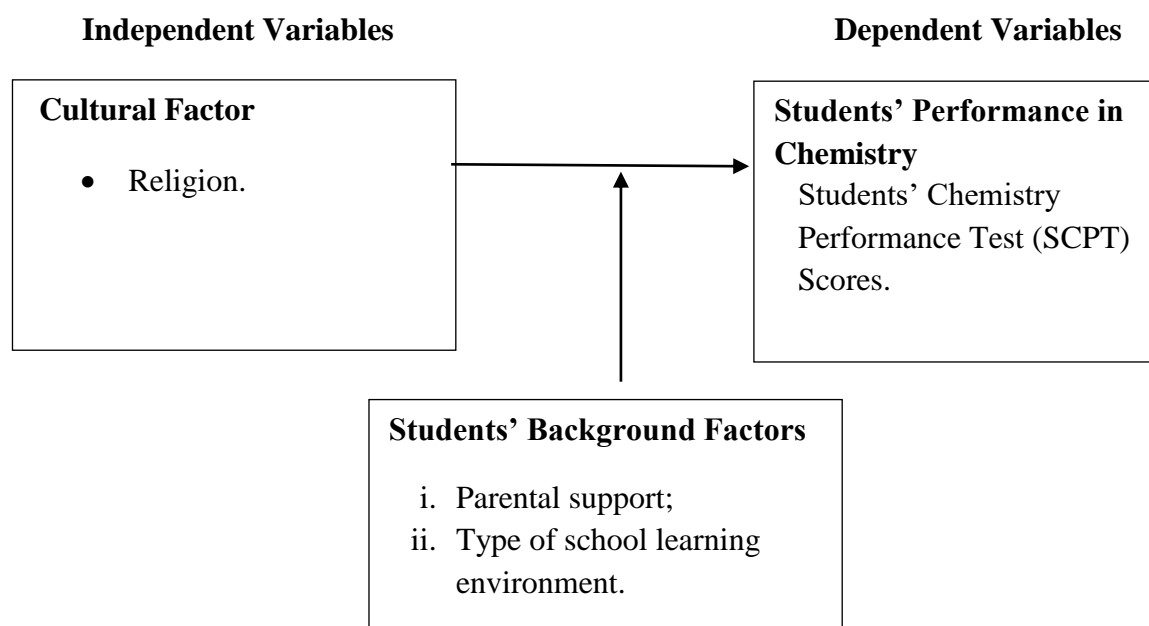 Independent Variables
Dependent Variables
Cultural Factor
• Religion.
Students’ Performance in
Chemistry
Students’ Chemistry
Performance Test (SCPT)
Scores.
Students’ Background Factors
i. Parental support;
ii. Type of school learning
environment.